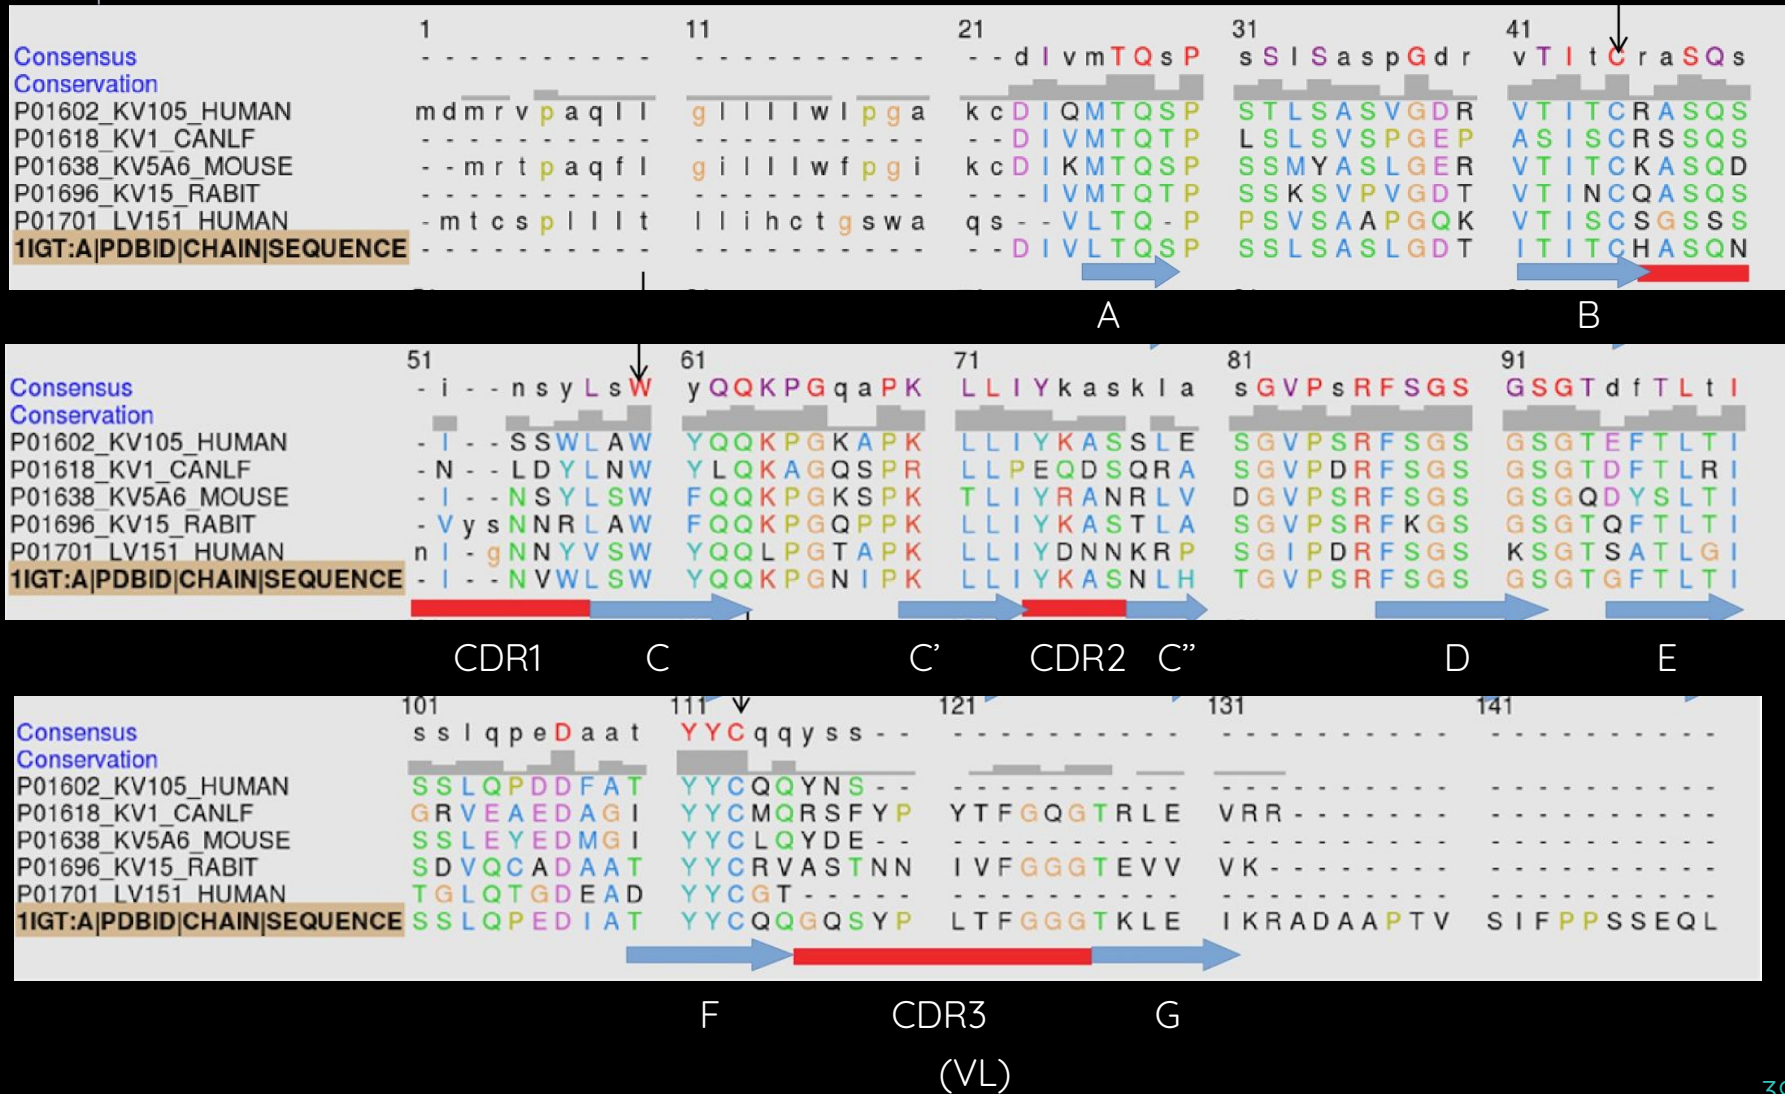 1 11 21 31 41
Consensus - - - - - - - - - - - - - - - - - - - - - - d I v m T Q s P s S l S a s p G d r v T I t C r a S Q s
Conservation
P01602_KV105_HUMAN m d m r v p a q l l g l l l l w l p g a k c D I Q M T Q S P S T L S A S V G D R V T I T C R A S Q S
P01618_KV1_CANLF - - - - - - - - - - - - - - - - - - - - - - D I V M T Q T P L S L S V S P G E P A S I S C R S S Q S
P01638_KV5A6_MOUSE - - m r t p a q f l g i l l l w f p g i k c D I K M T Q S P S S M Y A S L G E R V T I T C K A S Q D
P01696_KV15_RABIT - - - - - - - - - - - - - - - - - - - - - - - I V M T Q T P S S K S V P V G D T V T I N C Q A S Q S
P01701_LV151_HUMAN - m t c s p l l l t l l i h c t g s w a q s - - V L T Q - P P S V S A A P G Q K V T I S C S G S S S
1IGT:A|PDBID|CHAIN|SEQUENCE - - - - - - - - - - - - - - - - - - - - - - D I V L T Q S P S S L S A S L G D T I T I T C H A S Q N
A B
51 61 71 81 91
Consensus - i - - n s y L s W y Q Q K P G q a P K L L I Y k a s k l a s G V P s R F S G S G S G T d f T L t I
Conservation
P01602_KV105_HUMAN - I - - S S W L A W Y Q Q K P G K A P K L L I Y K A S S L E S G V P S R F S G S G S G T E F T L T I
P01618_KV1_CANLF - N - - L D Y L N W Y L Q K A G Q S P R L L P E Q D S Q R A S G V P D R F S G S G S G T D F T L R I
P01638_KV5A6_MOUSE - I - - N S Y L S W F Q Q K P G K S P K T L I Y R A N R L V D G V P S R F S G S G S G Q D Y S L T I
P01696_KV15_RABIT - V y s N N R L A W F Q Q K P G Q P P K L L I Y K A S T L A S G V P S R F K G S G S G T Q F T L T I
P01701_LV151_HUMAN n I - g N N Y V S W Y Q Q L P G T A P K L L I Y D N N K R P S G I P D R F S G S K S G T S A T L G I
1IGT:A|PDBID|CHAIN|SEQUENCE - I - - N V W L S W Y Q Q K P G N I P K L L I Y K A S N L H T G V P S R F S G S G S G T G F T L T I
CDR1 C C' CDR2 C” D E
101 111 121 131 141
Consensus s s l q p e D a a t Y Y C q q y s s - - - - - - - - - - - - - - - - - - - - - - - - - - - - - - - -
Conservation
P01602_KV105_HUMAN S S L Q P D D F A T Y Y C Q Q Y N S - - - - - - - - - - - - - - - - - - - - - - - - - - - - - - - -
P01618_KV1_CANLF G R V E A E D A G I Y Y C M Q R S F Y P Y T F G Q G T R L E V R R - - - - - - - - - - - - - - - - -
P01638_KV5A6_MOUSE S S L E Y E D M G I Y Y C L Q Y D E - - - - - - - - - - - - - - - - - - - - - - - - - - - - - - - -
P01696_KV15_RABIT S D V Q C A D A A T Y Y C R V A S T N N I V F G G G T E V V V K - - - - - - - - - - - - - - - - - -
P01701_LV151_HUMAN T G L Q T G D E A D Y Y C G T - - - - - - - - - - - - - - - - - - - - - - - - - - - - - - - - - - -
1IGT:A|PDBID|CHAIN|SEQUENCE S S L Q P E D I A T Y Y C Q Q G Q S Y P L T F G G G T K L E I K R A D A A P T V S I F P P S S E Q L
F CDR3 G
(VL)